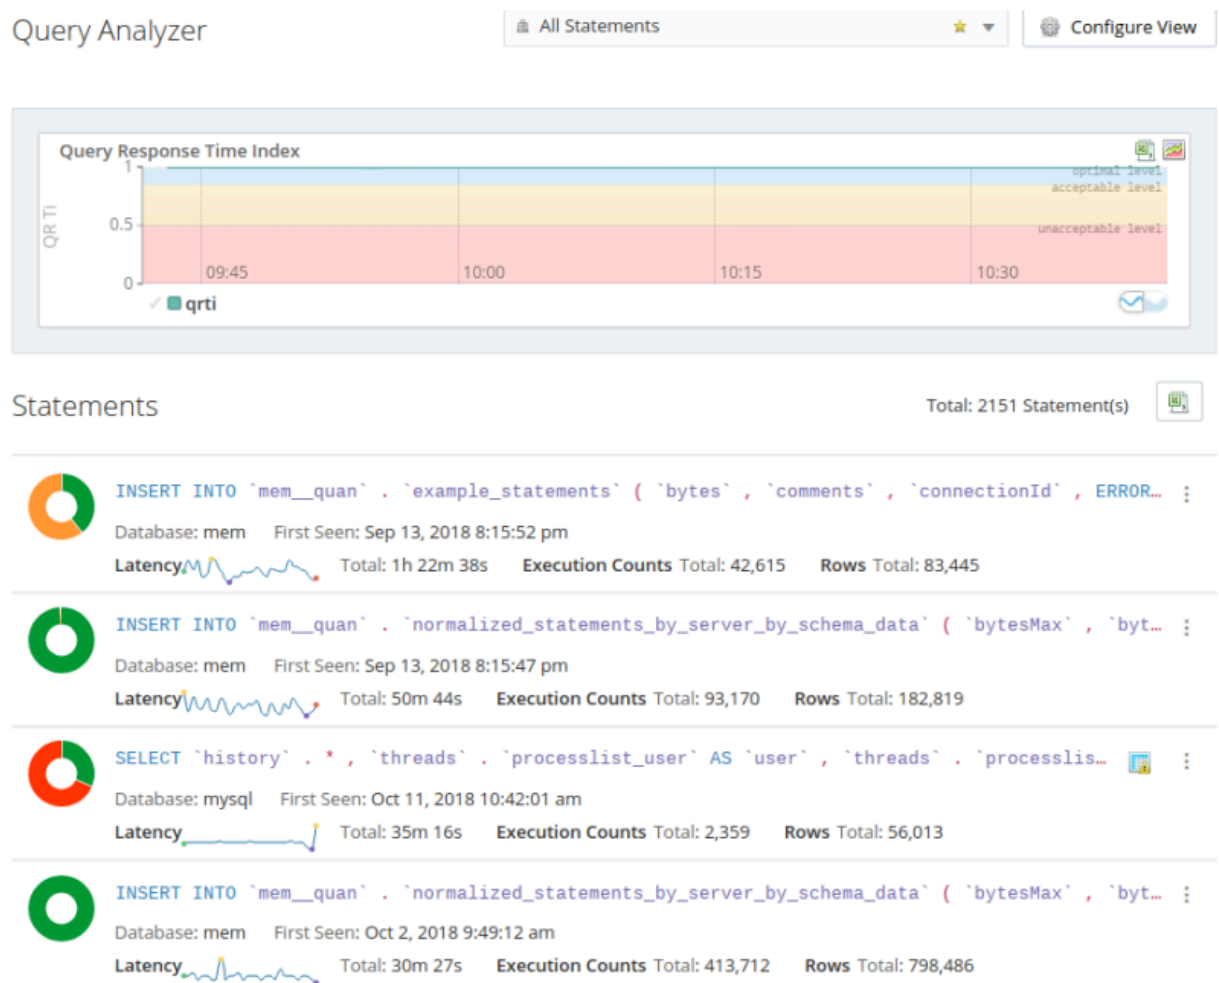 Query Analyzer
All Statements
Configure View
Query Response Time Index
1
optimal level
acceptable level
QR Ti
0.5
unacceptable level
09:45 10:00 10:15 10:30
0
qrti
Statements
Total: 2151 Statement(s)
INSERT INTO `mem__quan` . `example_statements` ( `bytes` , `comments` , `connectionId` , ERROR…
Database: mem First Seen: Sep 13, 2018 8:15:52 pm
Latency Total: 1h 22m 38s Execution Counts Total: 42,615 Rows Total: 83,445
INSERT INTO `mem__quan` . `normalized_statements_by_server_by_schema_data` ( `bytesMax` , `byt…
Database: mem First Seen: Sep 13, 2018 8:15:47 pm
Latency Total: 50m 44s Execution Counts Total: 93,170 Rows Total: 182,819
SELECT `history` . * , `threads` . `processlist_user` AS `user` , `threads` . `processlis…
Database: mysql First Seen: Oct 11, 2018 10:42:01 am
Latency Total: 35m 16s Execution Counts Total: 2,359 Rows Total: 56,013
INSERT INTO `mem__quan` . `normalized_statements_by_server_by_schema_data` ( `bytesMax` , `byt…
Database: mem First Seen: Oct 2, 2018 9:49:12 am
Latency Total: 30m 27s Execution Counts Total: 413,712 Rows Total: 798,486